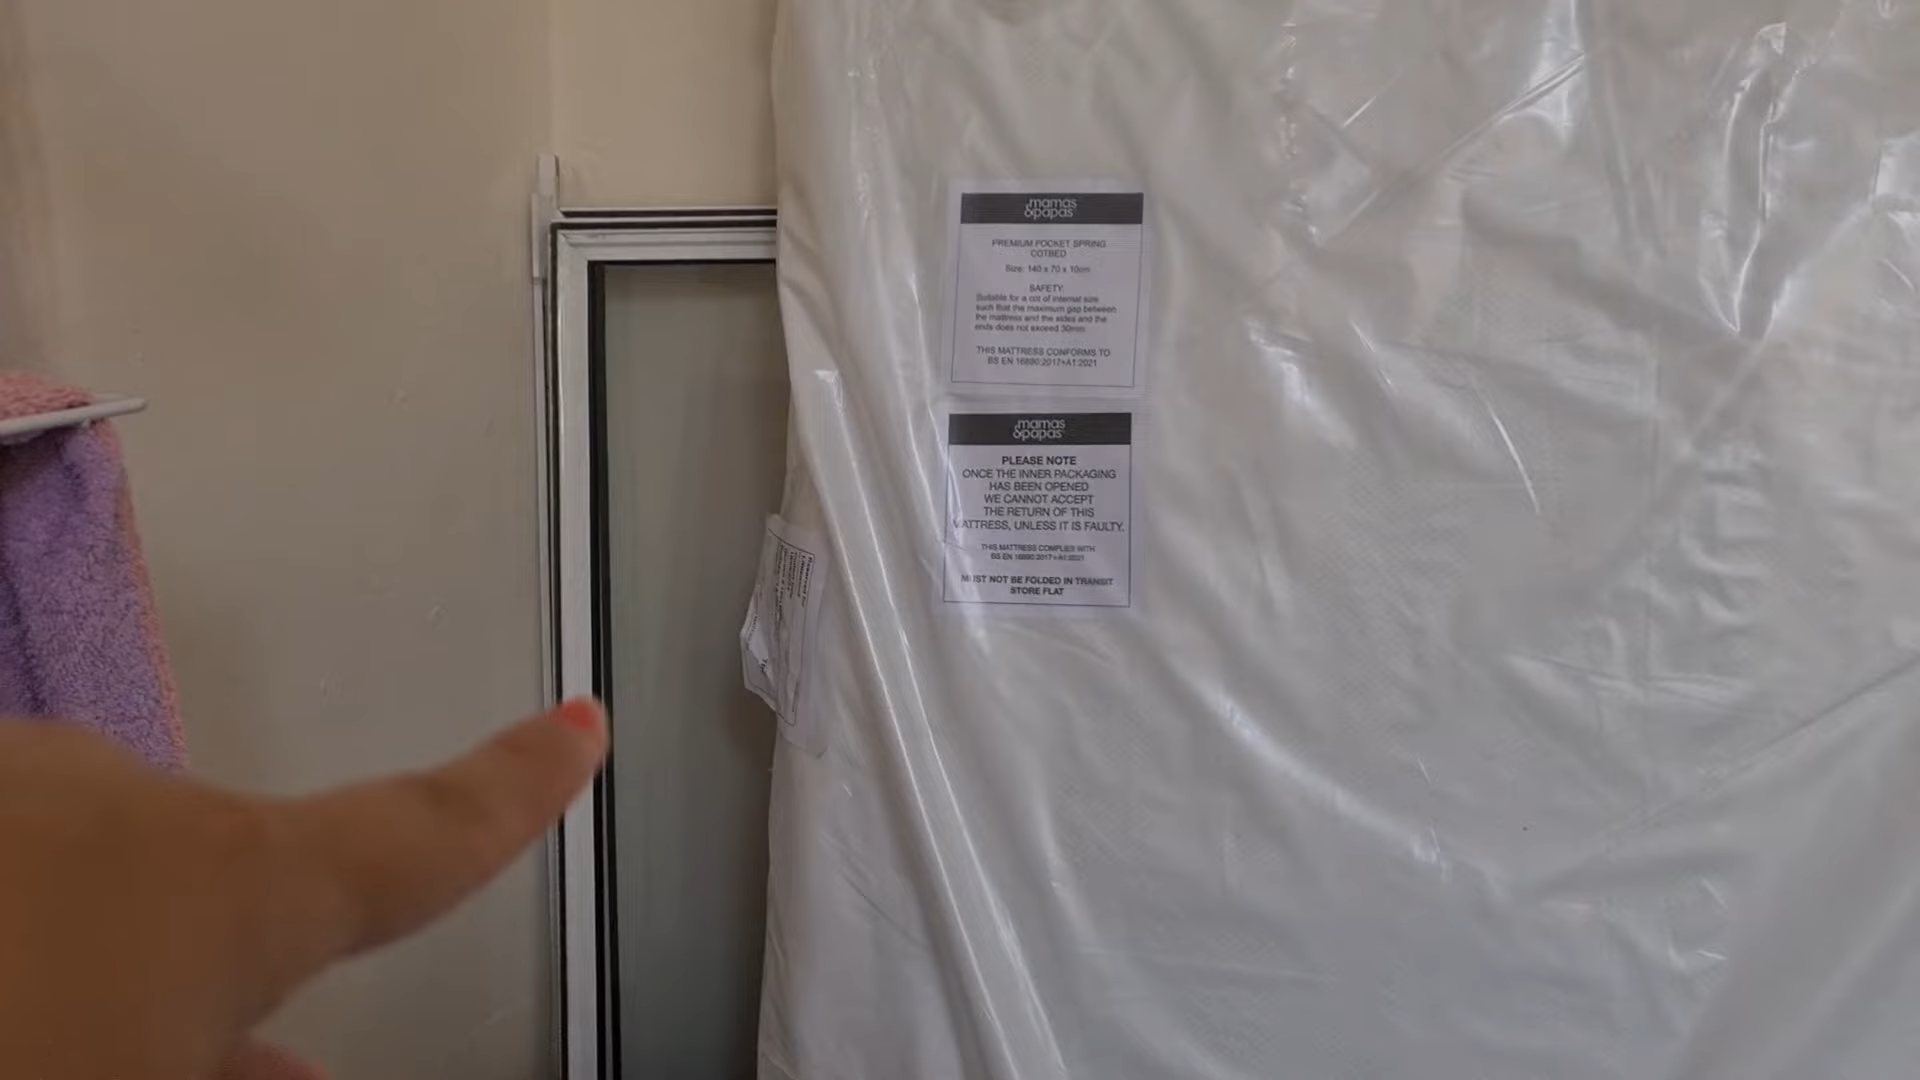 mamas
&papas
PREMIUM POCKET SPRING
COTBED
Size: 140 x 70 x 10cm
SAFETY:
Suitable for a cot of internal size
such that the maximum gap between
the mattress and the sides and the
ends does not exceed 30mm
THIS MATTRESS CONFORMS TO
BS EN 16890:2017+A1:2021
mamas
&papas
PLEASE NOTE
ONCE THE INNER PACKAGING
HAS BEEN OPENED
WE CANNOT ACCEPT
THE RETURN OF THIS
MATTRESS, UNLESS IT IS FAULTY.
THIS MATTRESS COMPLIES WITH
BS EN 16890:2017+A1:2021
MUST NOT BE FOLDED IN TRANSIT
STORE FLAT